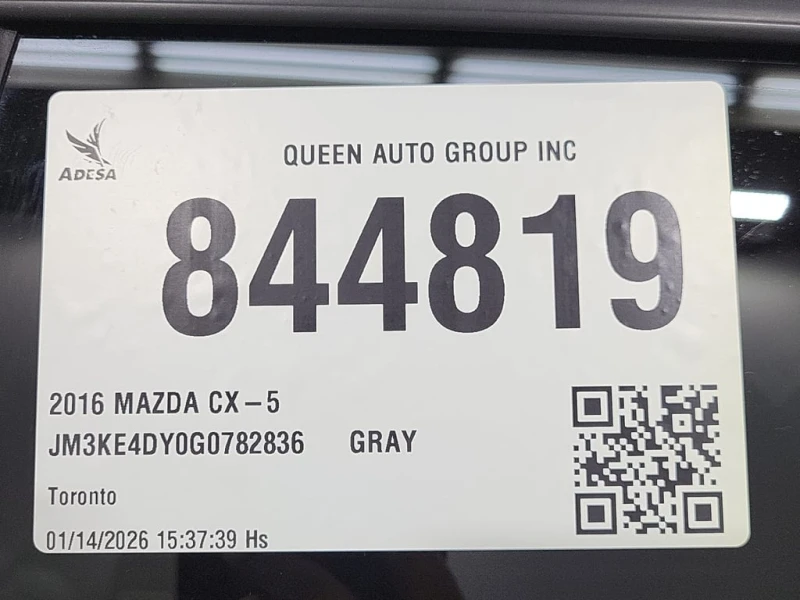 ADESA
QUEEN AUTO GROUP INC
844819
2016 MAZDA CX-5
JM3KE4DY0G0782836 GRAY
Toronto
01/14/2026 15:37:39 Hs